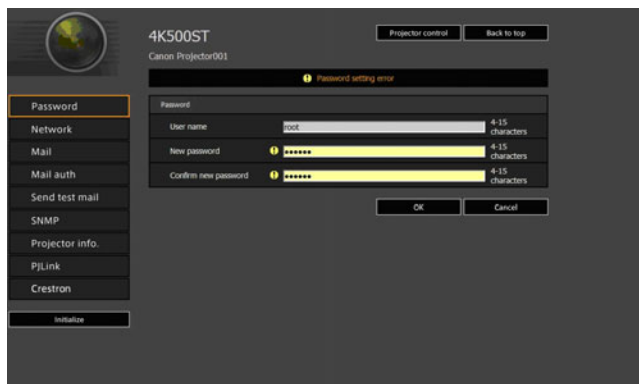 4K500ST
Projector control
Back to top
Canon Projector001
Password setting error
Password
Network
Mail
Mail auth
Send test mail
SNMP
Projector info.
PJLink
Crestron
Initialize
Password
User name
root
4-15 characters
New password
••••••
4-15 characters
Confirm new password
••••••
4-15 characters
OK
Cancel